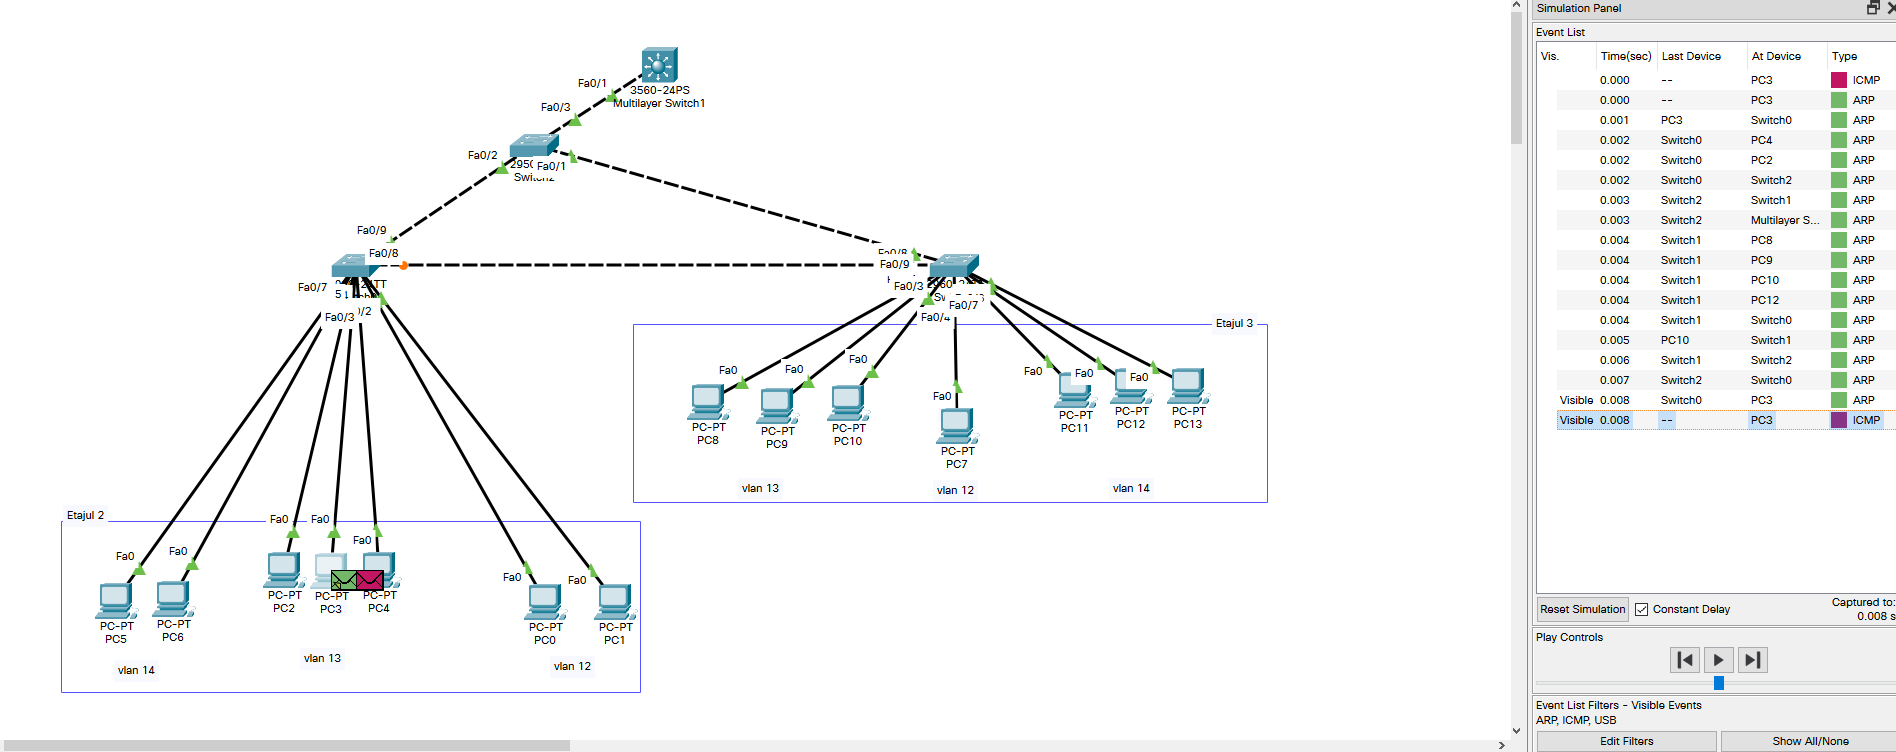 Fa0/1
3560-24PS
Multilayer Switch1
Fa0/3
Fa0/2
Fa0/1
Fa0/9
Fa0/8
Fa0/9
Fa0/7
Fa0/3
Fa0/3
Fa0/7
Fa0/4
Etajul 3
Fa0
Fa0
Fa0
Fa0
Fa0
Fa0
Fa0
PC-PT
PC8
PC-PT
PC9
PC-PT
PC10
PC-PT
PC7
PC-PT
PC11
PC-PT
PC12
PC-PT
PC13
vlan 13
vlan 12
vlan 14
Etajul 2
Fa0
Fa0
Fa0
Fa0
Fa0
Fa0
Fa0
PC-PT
PC5
PC-PT
PC6
PC-PT
PC2
PC-PT
PC3
PC-PT
PC4
PC-PT
PC0
PC-PT
PC1
vlan 14
vlan 13
vlan 12
Simulation Panel
Event List
Vis. Time(sec) Last Device At Device Type
0.000 -- PC3 ICMP
0.000 -- PC3 ARP
0.001 PC3 Switch0 ARP
0.002 Switch0 PC4 ARP
0.002 Switch0 PC2 ARP
0.002 Switch0 Switch2 ARP
0.003 Switch2 Switch1 ARP
0.003 Switch2 Multilayer S... ARP
0.004 Switch1 PC8 ARP
0.004 Switch1 PC9 ARP
0.004 Switch1 PC10 ARP
0.004 Switch1 PC12 ARP
0.004 Switch1 Switch0 ARP
0.005 PC10 Switch1 ARP
0.006 Switch1 Switch2 ARP
0.007 Switch2 Switch0 ARP
Visible 0.008 Switch0 PC3 ARP
Visible 0.008 -- PC3 ICMP
Reset Simulation Constant Delay Captured to:
0.008 s
Play Controls
Event List Filters - Visible Events
ARP, ICMP, USB
Edit Filters Show All/None